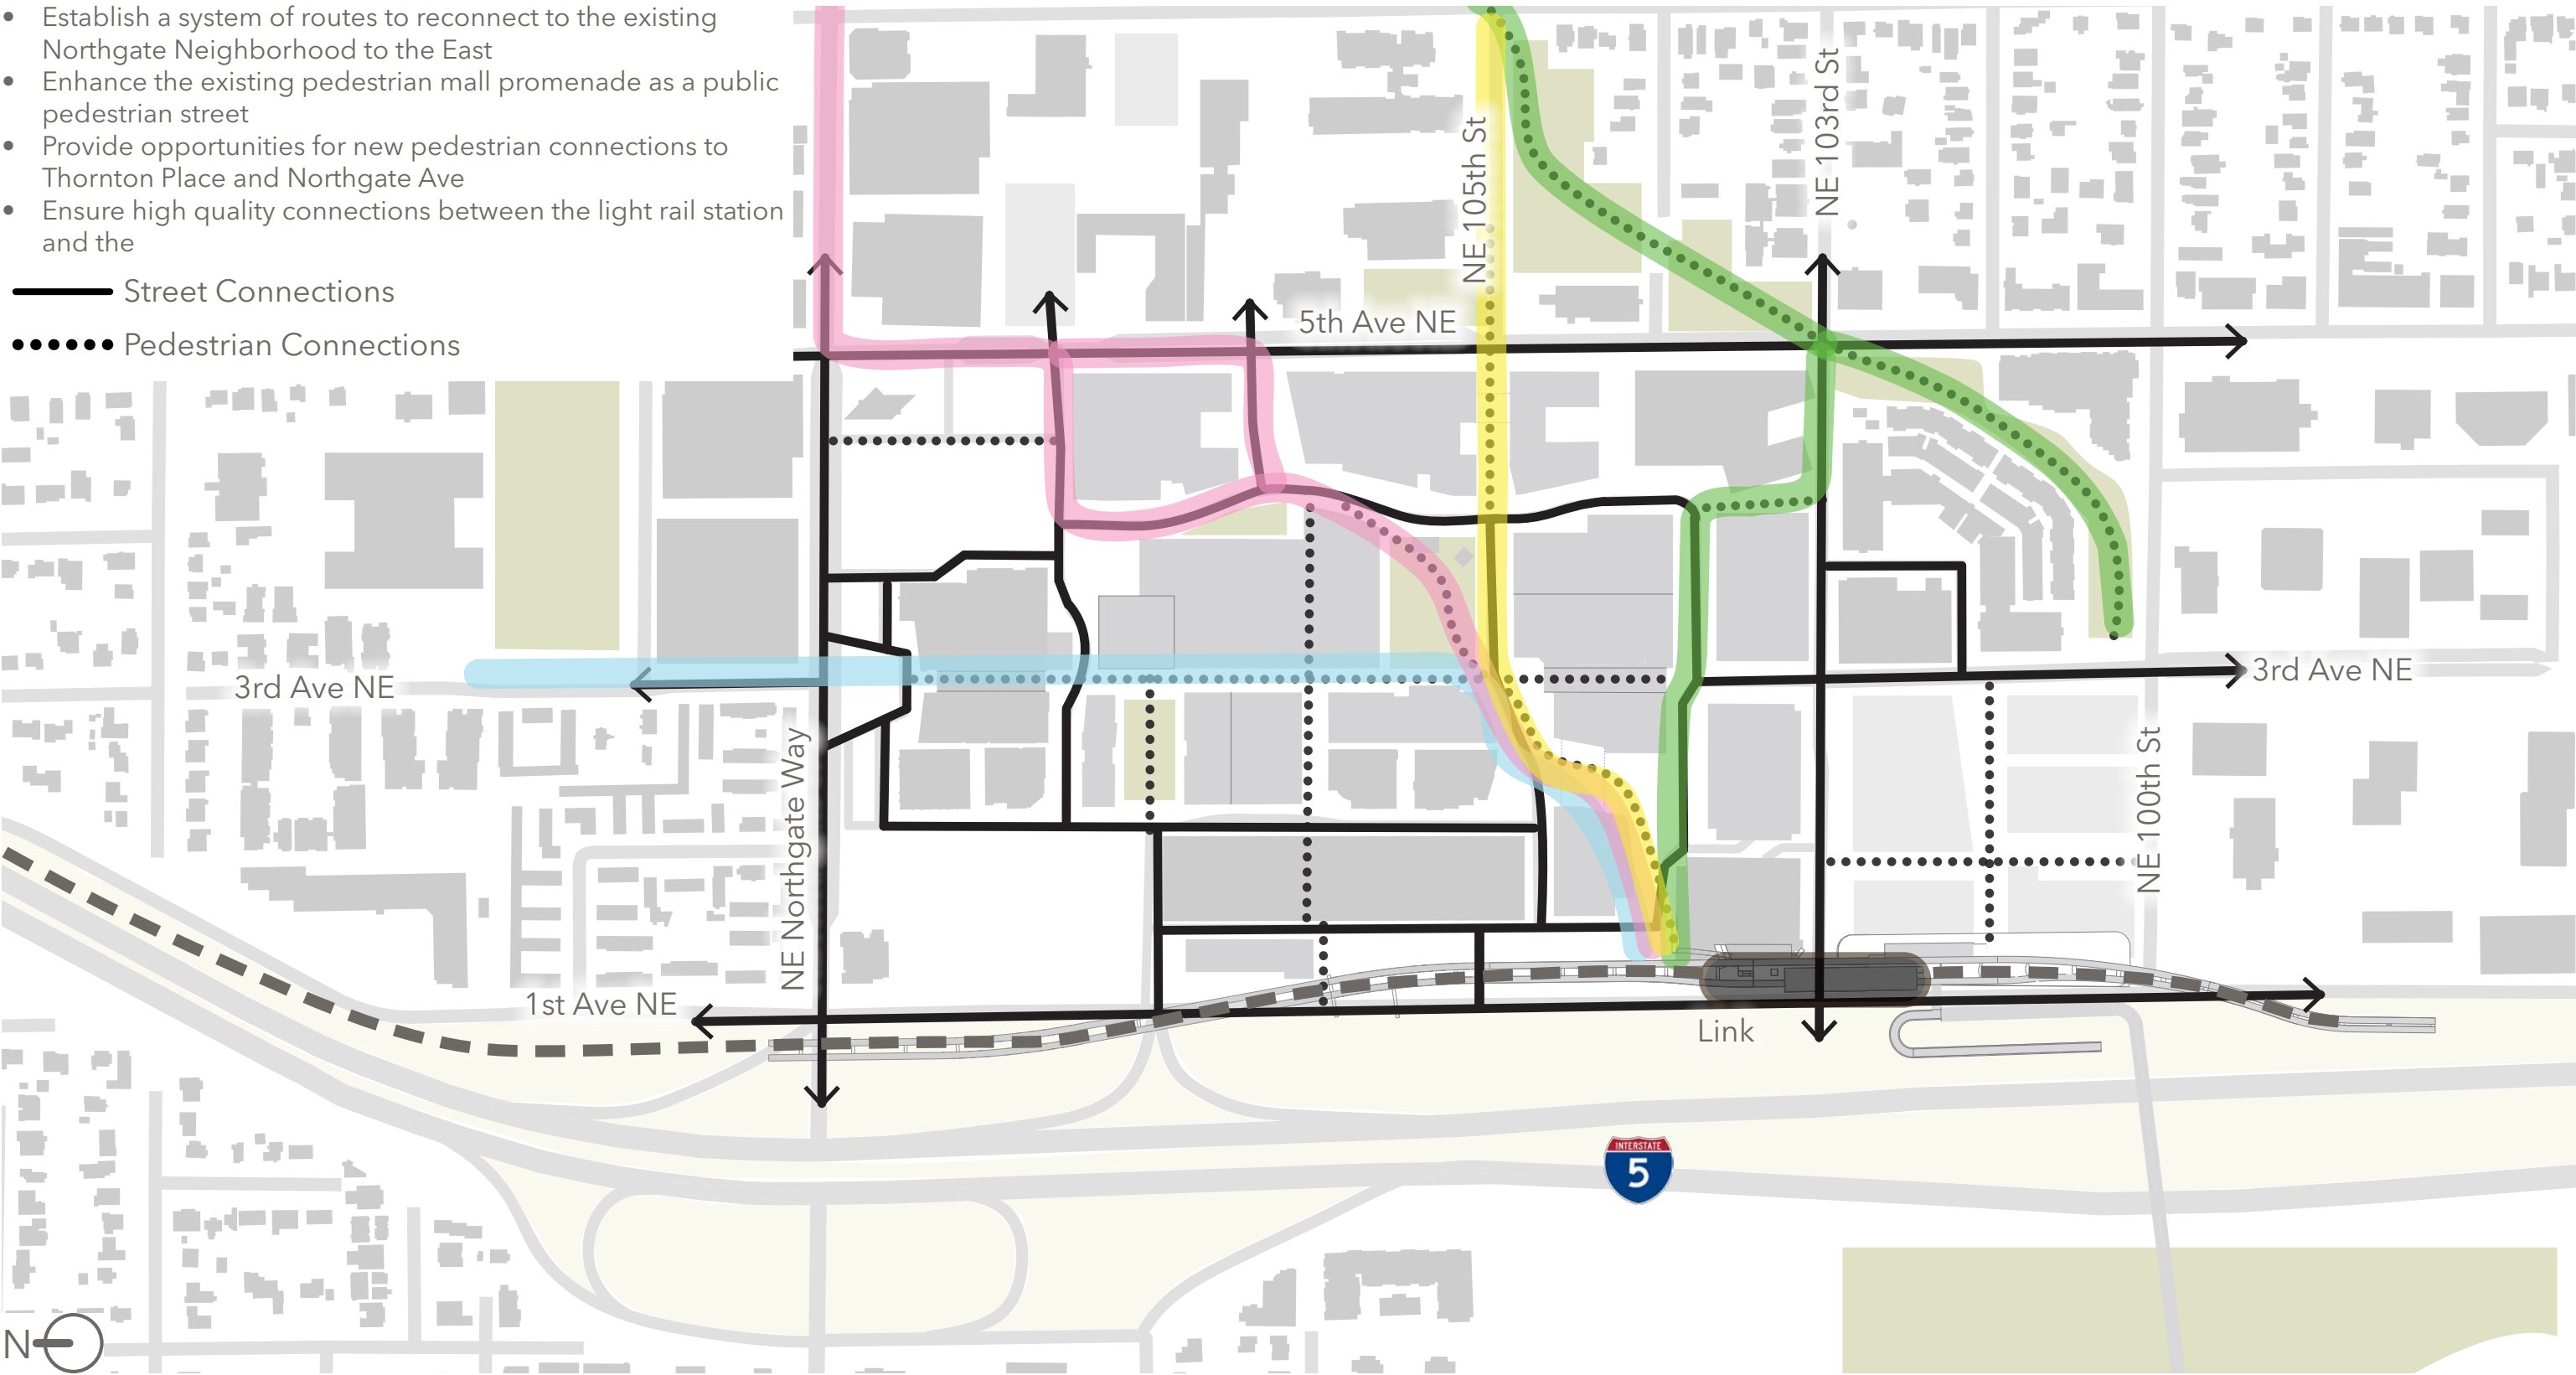 • Establish a system of routes to reconnect to the existing
Northgate Neighborhood to the East
• Enhance the existing pedestrian mall promenade as a public
pedestrian street
• Provide opportunities for new pedestrian connections to
Thornton Place and Northgate Ave
• Ensure high quality connections between the light rail station
and the
Street Connections
Pedestrian Connections
NE 105th St
NE 103rd St
5th Ave NE
3rd Ave NE
3rd Ave NE
NE Northgate Way
NE 100th St
1st Ave NE
Link
INTERSTATE
5
N